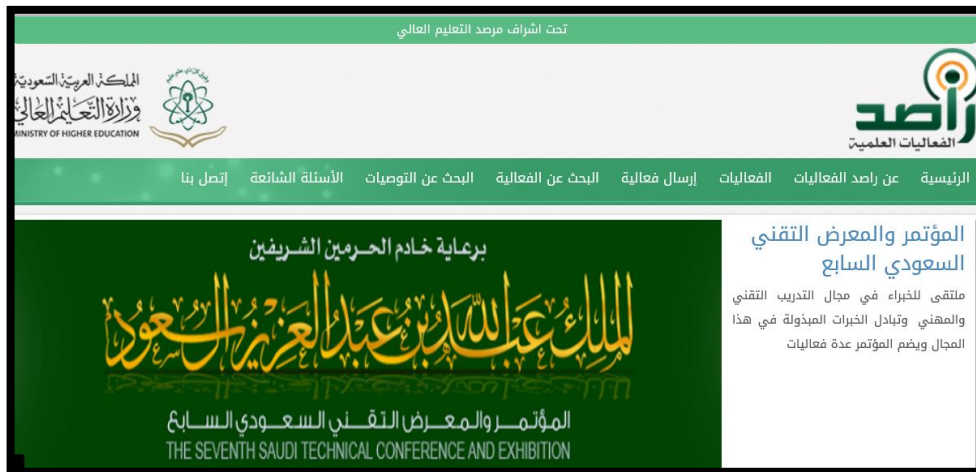 تحت اشراف مرصد التعليم العالي
راصد
الفعاليات العلمية
المملكة العربية السعودية
وزارة التعليم العالي
MINISTRY OF HIGHER EDUCATION
الرئيسية عن راصد الفعاليات الفعاليات إرسال فعالية البحث عن الفعالية البحث عن التوصيات الأسئلة الشائعة إتصل بنا
المؤتمر والمعرض التقني
السعودي السابع
ملتقى للخبراء في مجال التدريب التقني
والمهني وتبادل الخبرات المبذولة في هذا
المجال ويضم المؤتمر عدة فعاليات
برعاية خادم الحرمين الشريفين
الملك عبدالله بن عبدالعزيز آل سعود
المؤتمر والمعرض التقني السعودي السابع
THE SEVENTH SAUDI TECHNICAL CONFERENCE AND EXHIBITION